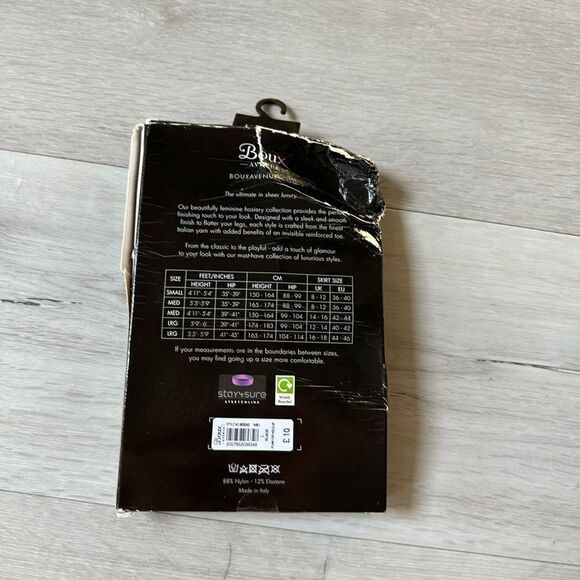 Boux
AVENUE
BOUXAVENUE
The ultimate in sheer luxury...
Our beautifully feminine hosiery collection provides the perfect
finishing touch to your look. Designed with a sleek and smooth
finish to flatter your legs, each style is crafted from the finest
Italian yarn with added benefits of an invisible reinforced toe.
From the classic to the playful - add a touch of glamour
to your look with our must-have collection of luxurious styles.
SIZE FEET/INCHES CM SKIRT SIZE
HEIGHT HIP HEIGHT HIP UK EU
SMALL 4'11"- 5'4" 35"-39" 150 - 164 88 - 99 8 - 12 36 - 40
MED 5'5"-5'9" 35"-39" 165 - 174 88 - 99 8 - 12 36 - 40
MED 4'11"- 5'4" 39"-41" 150 - 164 99 - 104 14 - 16 42 - 44
LRG 5'9"- 6' 39"-41" 174 - 183 99 - 104 12 - 14 40 - 42
LRG 5'5"- 5'9" 41"-45" 165 - 174 104 - 114 16 - 18 44 - 46
If your measurements are in the boundaries between sizes,
you may find going up a size more comfortable.
stay4sure
STRETCHLINE
Widely
Recycled
Boux
L
BLACK
£10
88% Nylon - 12% Elastane
Made in Italy